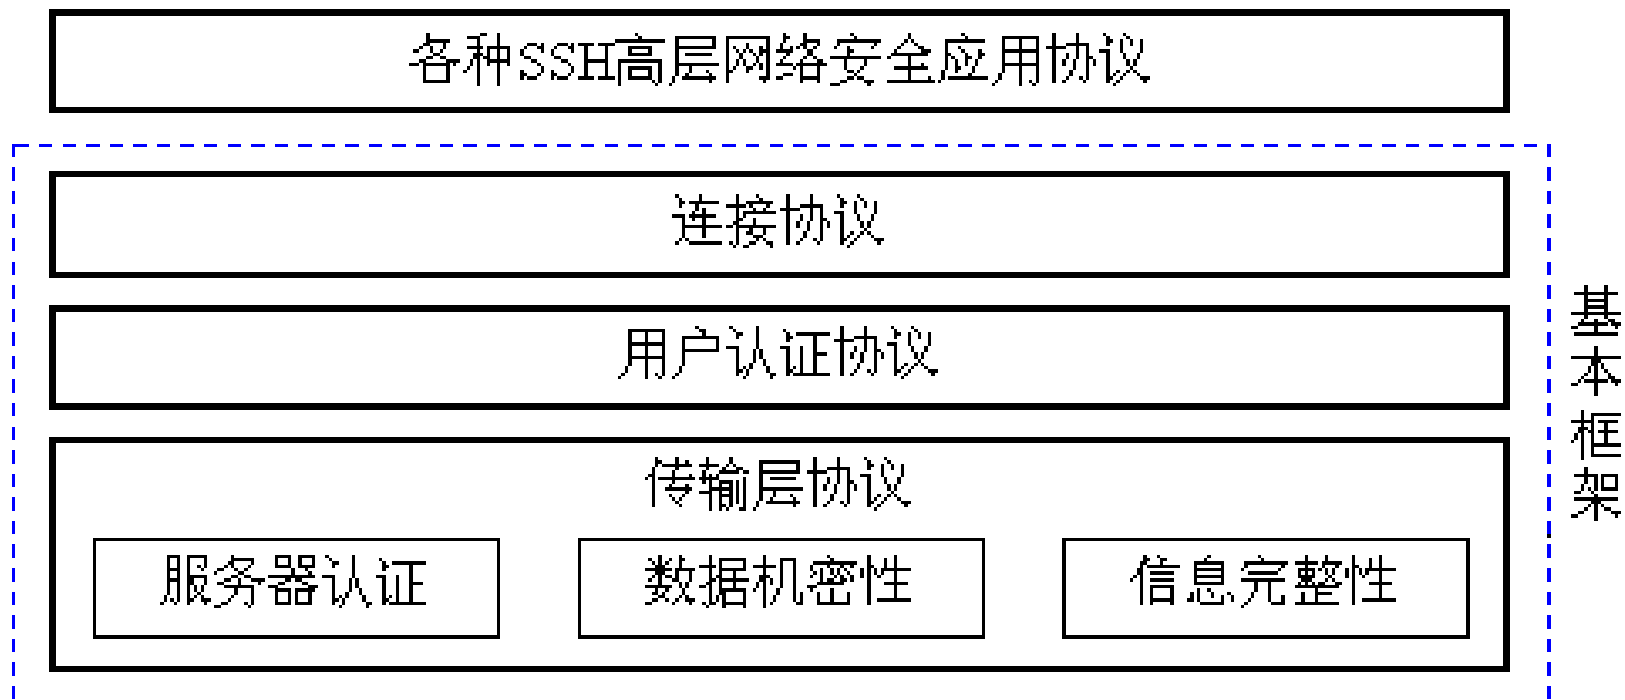 各种SSH高层网络安全应用协议
连接协议
用户认证协议
传输层协议
服务器认证
数据机密性
信息完整性
基本框架